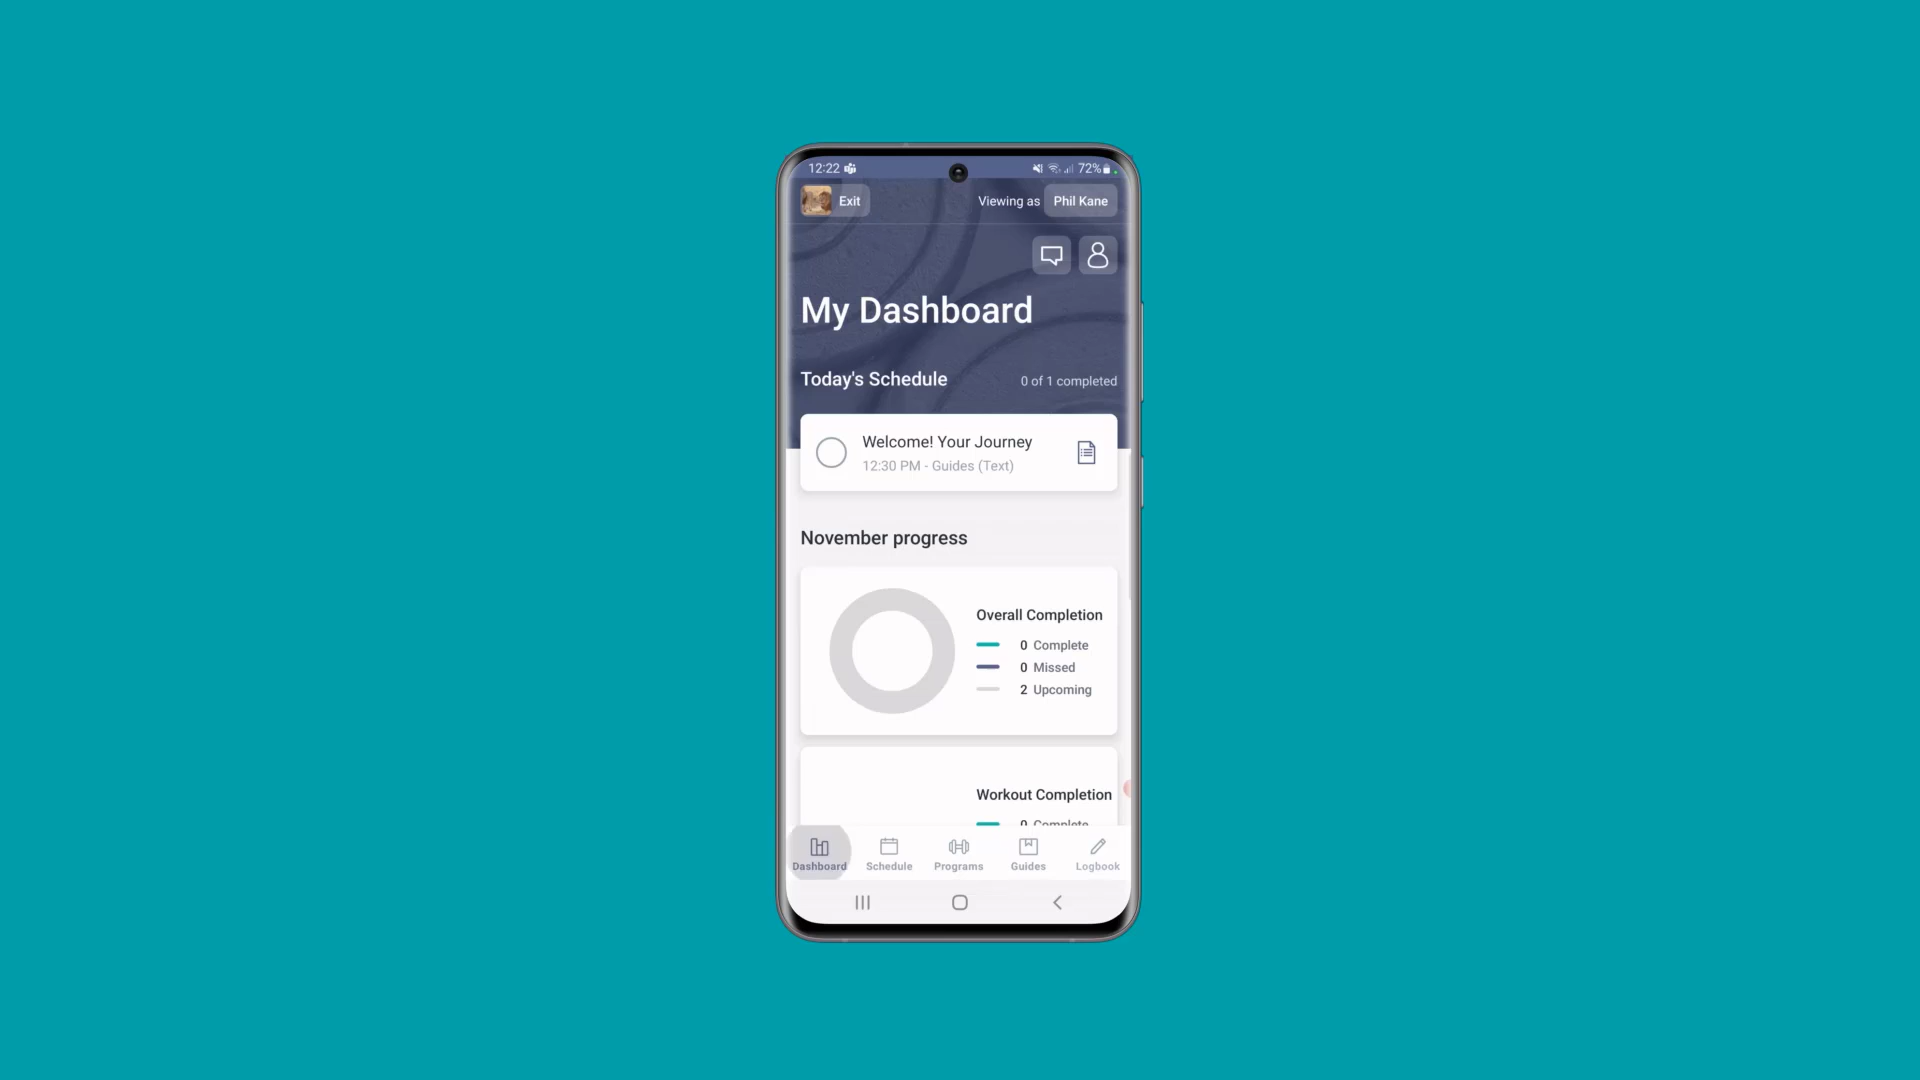 12:22
72%
Exit
Viewing as Phil Kane
My Dashboard
Today's Schedule
0 of 1 completed
Welcome! Your Journey
12:30 PM - Guides (Text)
November progress
Overall Completion
0 Complete
0 Missed
2 Upcoming
Workout Completion
0 Complete
Dashboard
Schedule
Programs
Guides
Logbook